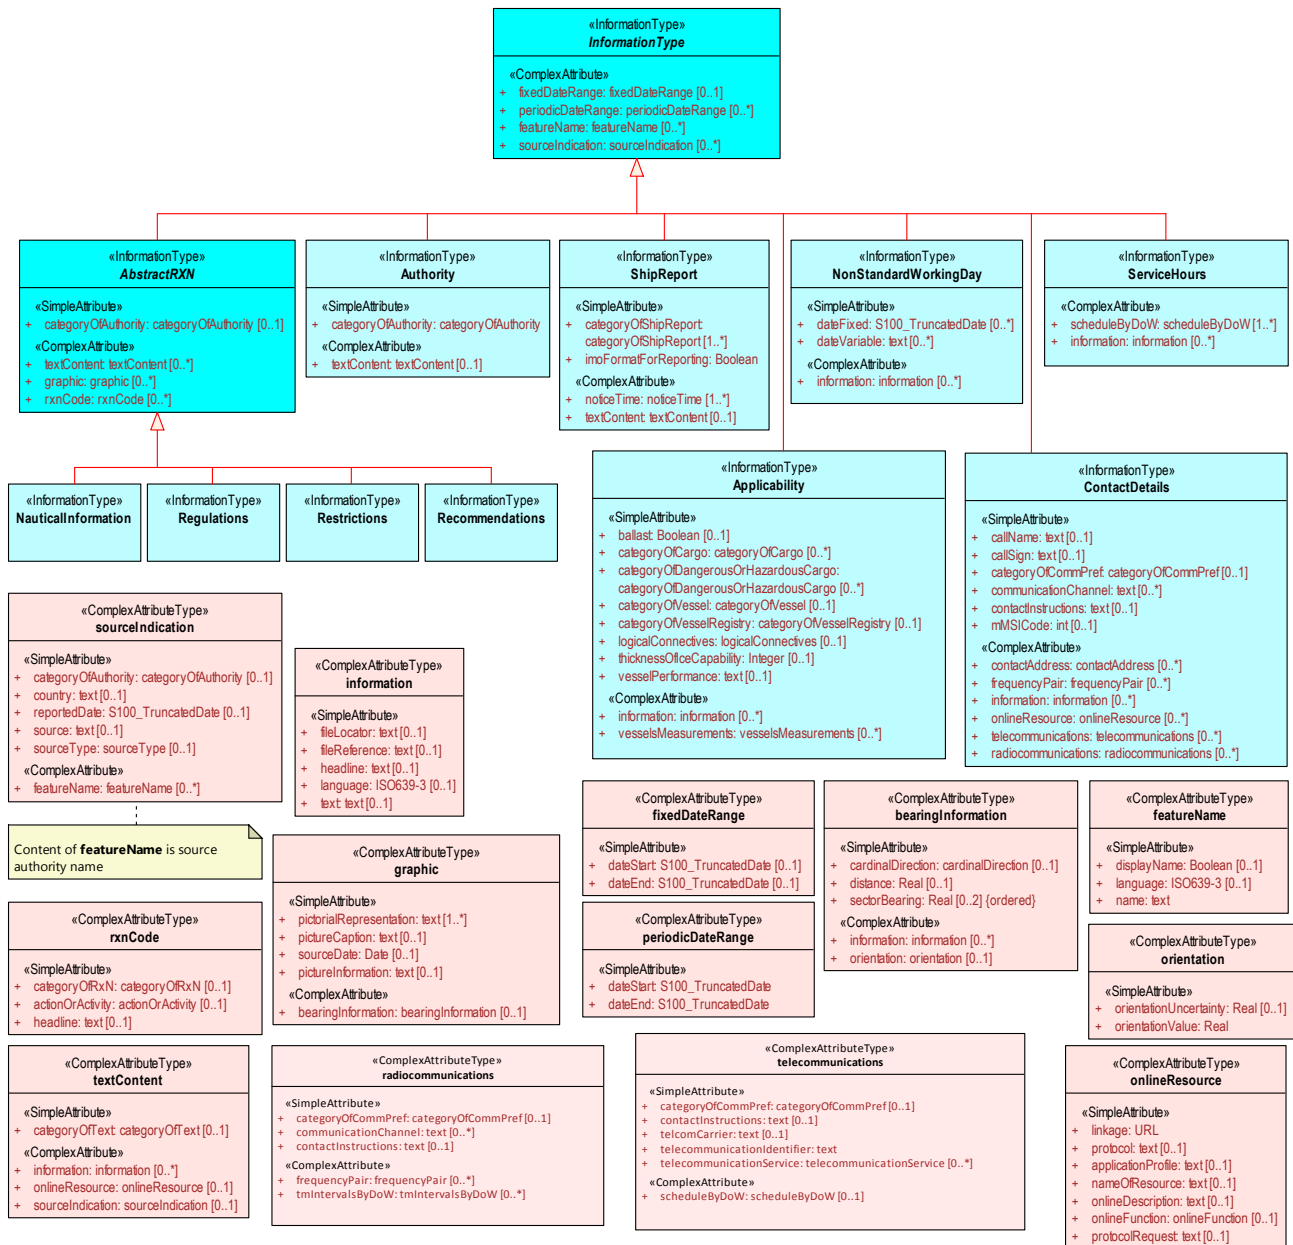 «InformationType»
InformationType
«ComplexAttribute»
+ fixedDateRange: fixedDateRange [0..1]
+ periodicDateRange: periodicDateRange [0..*]
+ featureName: featureName [0..*]
+ sourceIndication: sourceIndication [0..*]
«InformationType»
AbstractRXN
«SimpleAttribute»
+ categoryOfAuthority: categoryOfAuthority [0..1]
«ComplexAttribute»
+ textContent: textContent [0..*]
+ graphic: graphic [0..*]
+ rxnCode: rxnCode [0..*]
«InformationType»
Authority
«SimpleAttribute»
+ categoryOfAuthority: categoryOfAuthority
«ComplexAttribute»
+ textContent: textContent [0..1]
«InformationType»
ShipReport
«SimpleAttribute»
+ categoryOfShipReport:
categoryOfShipReport [1..*]
+ imoFormatForReporting: Boolean
«ComplexAttribute»
+ noticeTime: noticeTime [1..*]
+ textContent: textContent [0..1]
«InformationType»
NonStandardWorkingDay
«SimpleAttribute»
+ dateFixed: S100_TruncatedDate [0..*]
+ dateVariable: text [0..*]
«ComplexAttribute»
+ information: information [0..*]
«InformationType»
ServiceHours
«ComplexAttribute»
+ scheduleByDoW: scheduleByDoW [1..*]
+ information: information [0..*]
«InformationType»
NauticalInformation
«InformationType»
Regulations
«InformationType»
Restrictions
«InformationType»
Recommendations
«InformationType»
Applicability
«SimpleAttribute»
+ ballast: Boolean [0..1]
+ categoryOfCargo: categoryOfCargo [0..*]
+ categoryOfDangerousOrHazardousCargo:
categoryOfDangerousOrHazardousCargo [0..*]
+ categoryOfVessel: categoryOfVessel [0..1]
+ categoryOfVesselRegistry: categoryOfVesselRegistry [0..1]
+ logicalConnectives: logicalConnectives [0..1]
+ thicknessOfIceCapability: Integer [0..1]
+ vesselPerformance: text [0..1]
«ComplexAttribute»
+ information: information [0..*]
+ vesselsMeasurements: vesselsMeasurements [0..*]
«InformationType»
ContactDetails
«SimpleAttribute»
+ callName: text [0..1]
+ callSign: text [0..1]
+ categoryOfCommPref: categoryOfCommPref [0..1]
+ communicationChannel: text [0..*]
+ contactInstructions: text [0..1]
+ mMSICode: int [0..1]
«ComplexAttribute»
+ contactAddress: contactAddress [0..*]
+ frequencyPair: frequencyPair [0..*]
+ information: information [0..*]
+ onlineResource: onlineResource [0..*]
+ telecommunications: telecommunications [0..*]
+ radiocommunications: radiocommunications [0..*]
«ComplexAttributeType»
sourceIndication
«SimpleAttribute»
+ categoryOfAuthority: categoryOfAuthority [0..1]
+ country: text [0..1]
+ reportedDate: S100_TruncatedDate [0..1]
+ source: text [0..1]
+ sourceType: sourceType [0..1]
«ComplexAttribute»
+ featureName: featureName [0..*]
Content of featureName is source
authority name
«ComplexAttributeType»
information
«SimpleAttribute»
+ fileLocator: text [0..1]
+ fileReference: text [0..1]
+ headline: text [0..1]
+ language: ISO639-3 [0..1]
+ text: text [0..1]
«ComplexAttributeType»
graphic
«SimpleAttribute»
+ pictorialRepresentation: text [1..*]
+ pictureCaption: text [0..1]
+ sourceDate: Date [0..1]
+ pictureInformation: text [0..1]
«ComplexAttribute»
+ bearingInformation: bearingInformation [0..1]
«ComplexAttributeType»
fixedDateRange
«SimpleAttribute»
+ dateStart: S100_TruncatedDate [0..1]
+ dateEnd: S100_TruncatedDate [0..1]
«ComplexAttributeType»
periodicDateRange
«SimpleAttribute»
+ dateStart: S100_TruncatedDate
+ dateEnd: S100_TruncatedDate
«ComplexAttributeType»
bearingInformation
«SimpleAttribute»
+ cardinalDirection: cardinalDirection [0..1]
+ distance: Real [0..1]
+ sectorBearing: Real [0..2] {ordered}
«ComplexAttribute»
+ information: information [0..*]
+ orientation: orientation [0..1]
«ComplexAttributeType»
featureName
«SimpleAttribute»
+ displayName: Boolean [0..1]
+ language: ISO639-3 [0..1]
+ name: text
«ComplexAttributeType»
orientation
«SimpleAttribute»
+ orientationUncertainty: Real [0..1]
+ orientationValue: Real
«ComplexAttributeType»
rxnCode
«SimpleAttribute»
+ categoryOfRxN: categoryOfRxN [0..1]
+ actionOrActivity: actionOrActivity [0..1]
+ headline: text [0..1]
«ComplexAttributeType»
textContent
«SimpleAttribute»
+ categoryOfText: categoryOfText [0..1]
«ComplexAttribute»
+ information: information [0..*]
+ onlineResource: onlineResource [0..1]
+ sourceIndication: sourceIndication [0..1]
«ComplexAttributeType»
radiocommunications
«SimpleAttribute»
+ categoryOfCommPref: categoryOfCommPref [0..1]
+ communicationChannel: text [0..*]
+ contactInstructions: text [0..1]
«ComplexAttribute»
+ frequencyPair: frequencyPair [0..*]
+ tmIntervalsByDoW: tmIntervalsByDoW [0..*]
«ComplexAttributeType»
telecommunications
«SimpleAttribute»
+ categoryOfCommPref: categoryOfCommPref [0..1]
+ contactInstructions: text [0..1]
+ telcomCarrier: text [0..1]
+ telecommunicationIdentifier: text
+ telecommunicationService: telecommunicationService [0..*]
«ComplexAttribute»
+ scheduleByDoW: scheduleByDoW [0..1]
«ComplexAttributeType»
onlineResource
«SimpleAttribute»
+ linkage: URL
+ protocol: text [0..1]
+ applicationProfile: text [0..1]
+ nameOfResource: text [0..1]
+ onlineDescription: text [0..1]
+ onlineFunction: onlineFunction [0..1]
+ protocolRequest: text [0..1]